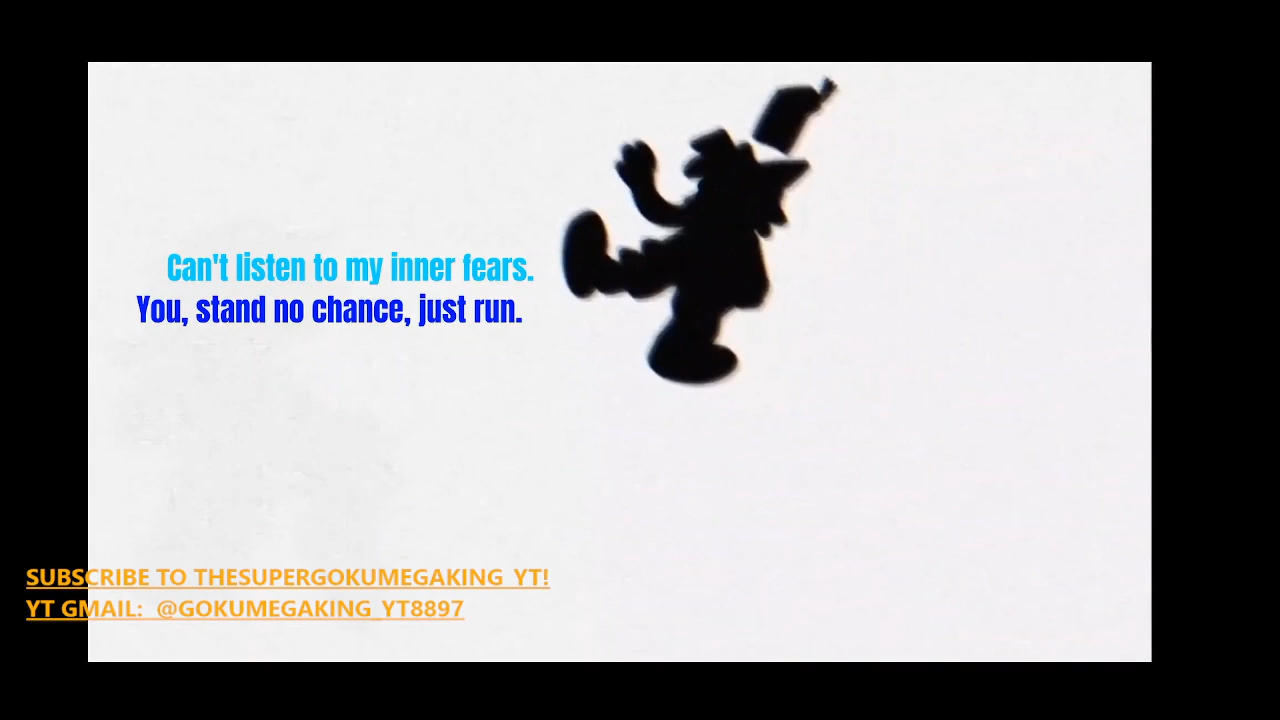 Can't listen to my inner fears.
You, stand no chance, just run.
SUBSCRIBE TO THESUPERGOKUMEGAKING_YT!
YT GMAIL: @GOKUMEGAKING_YT8897